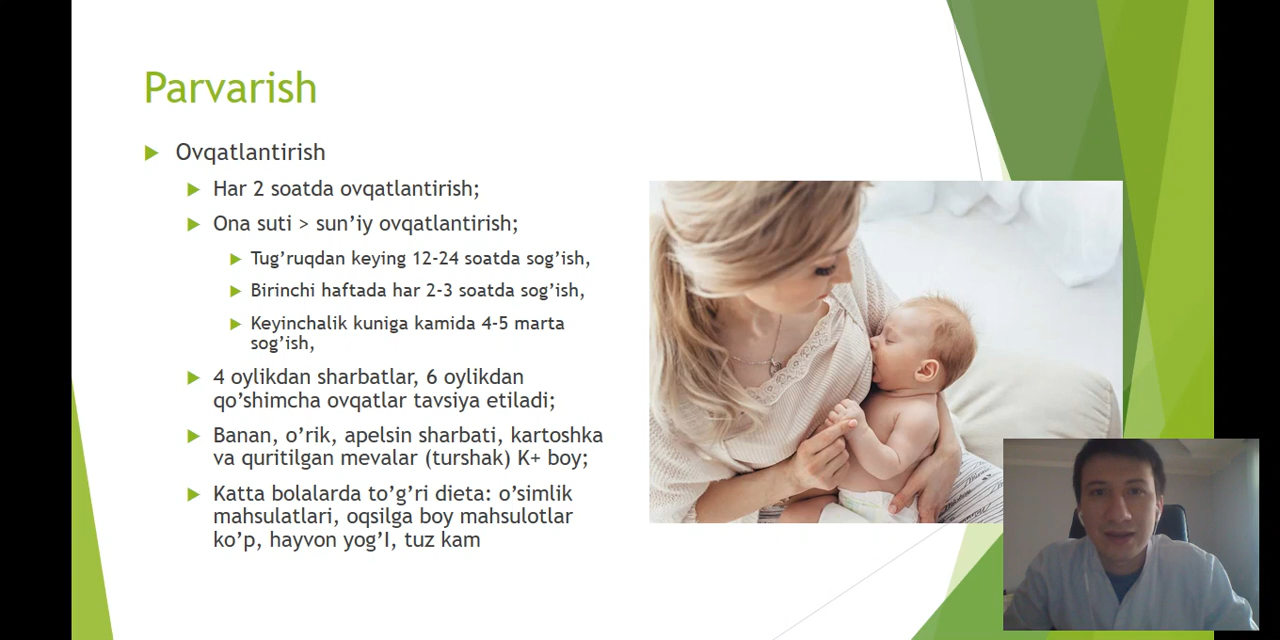 Parvarish
Ovqatlantirish
Har 2 soatda ovqatlantirish;
Ona suti > sun’iy ovqatlantirish;
Tug’ruqdan keying 12-24 soatda sog’ish,
Birinchi haftada har 2-3 soatda sog’ish,
Keyinchalik kuniga kamida 4-5 marta
sog’ish,
4 oylikdan sharbatlar, 6 oylikdan
qo’shimcha ovqatlar tavsiya etiladi;
Banan, o’rik, apelsin sharbati, kartoshka
va quritilgan mevalar (turshak) K+ boy;
Katta bolalarda to’g’ri dieta: o’simlik
mahsulatlari, oqsilga boy mahsulotlar
ko’p, hayvon yog’I, tuz kam